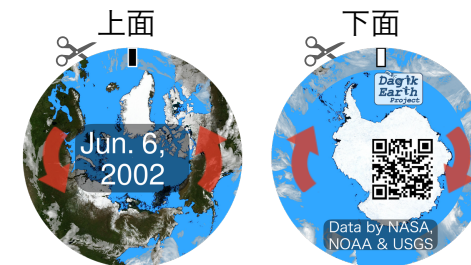 上面
下面
Jun. 6,
2002
Dagik
Earth
Project
Data by NASA,
NOAA & USGS